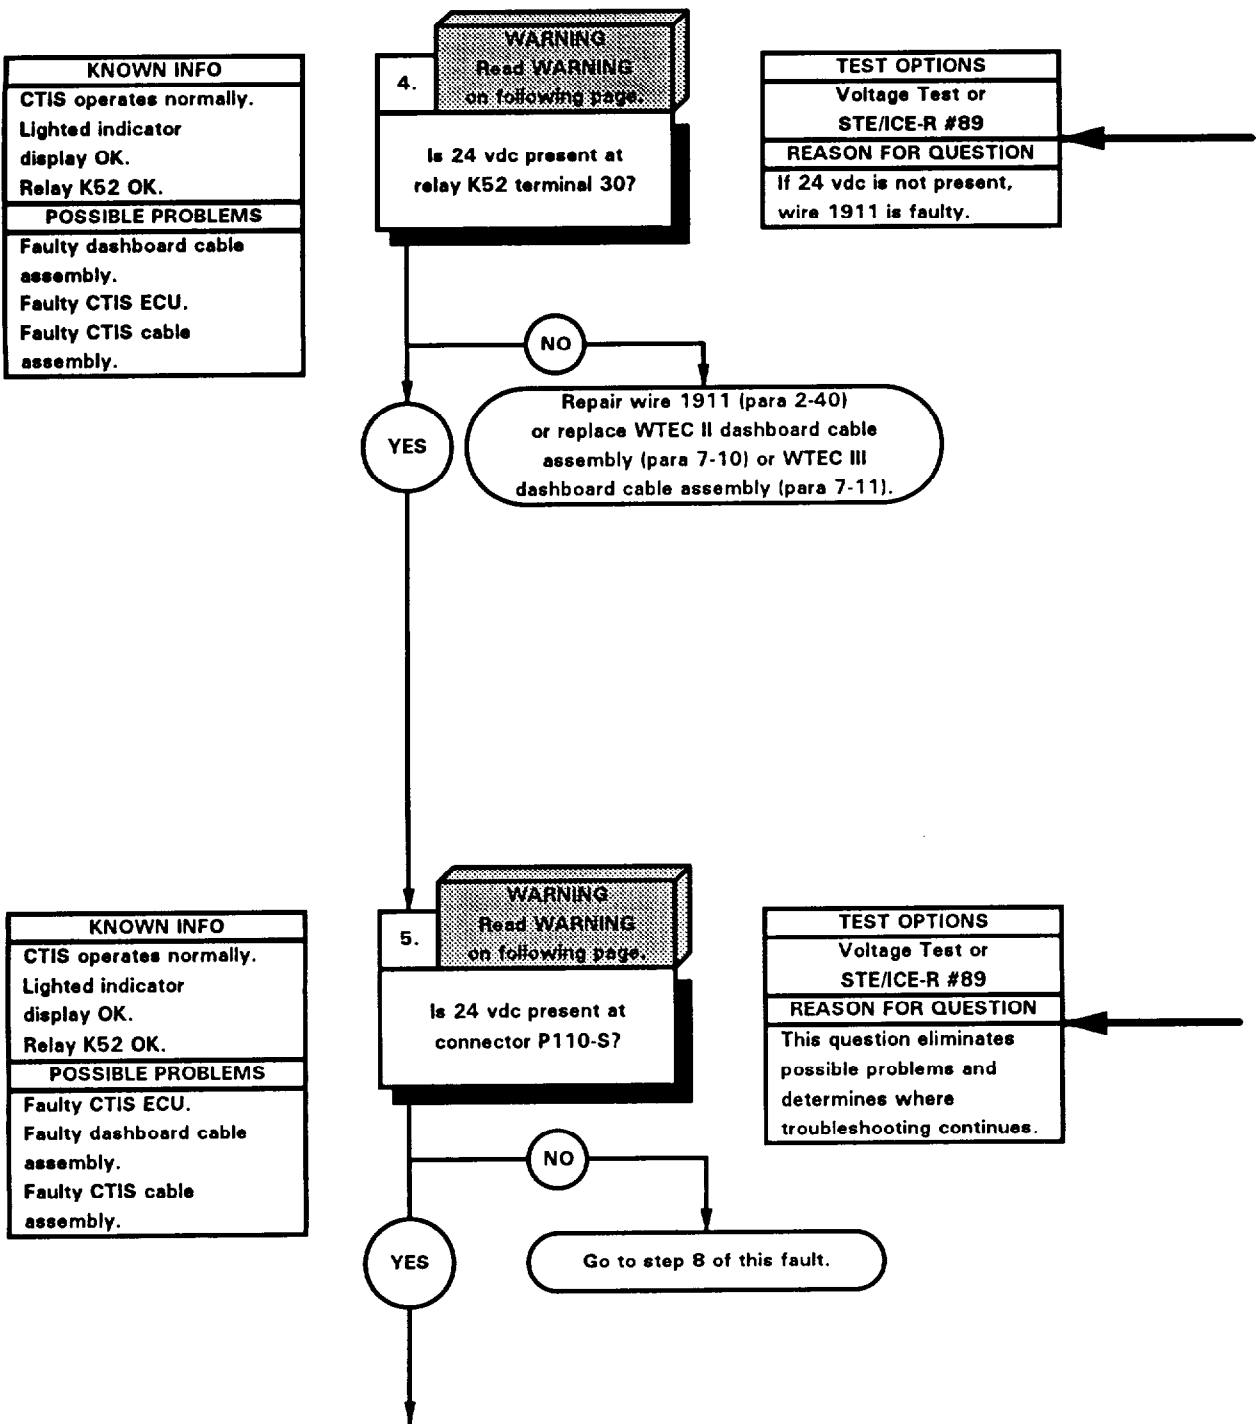 KNOWN INFO
CTIS operates normally.
Lighted indicator
display OK.
Relay K52 OK.
POSSIBLE PROBLEMS
Faulty dashboard cable
assembly.
Faulty CTIS ECU.
Faulty CTIS cable
assembly.
4.
WARNING
Read WARNING
on following page.
Is 24 vdc present at
relay K52 terminal 30?
TEST OPTIONS
Voltage Test or
STE/ICE-R #89
REASON FOR QUESTION
If 24 vdc is not present,
wire 1911 is faulty.
NO
YES
Repair wire 1911 (para 2-40)
or replace WTEC II dashboard cable
assembly (para 7-10) or WTEC III
dashboard cable assembly (para 7-11).
KNOWN INFO
CTIS operates normally.
Lighted indicator
display OK.
Relay K52 OK.
POSSIBLE PROBLEMS
Faulty CTIS ECU.
Faulty dashboard cable
assembly.
Faulty CTIS cable
assembly.
5.
WARNING
Read WARNING
on following page.
Is 24 vdc present at
connector P110-S?
TEST OPTIONS
Voltage Test or
STE/ICE-R #89
REASON FOR QUESTION
This question eliminates
possible problems and
determines where
troubleshooting continues.
NO
YES
Go to step 8 of this fault.